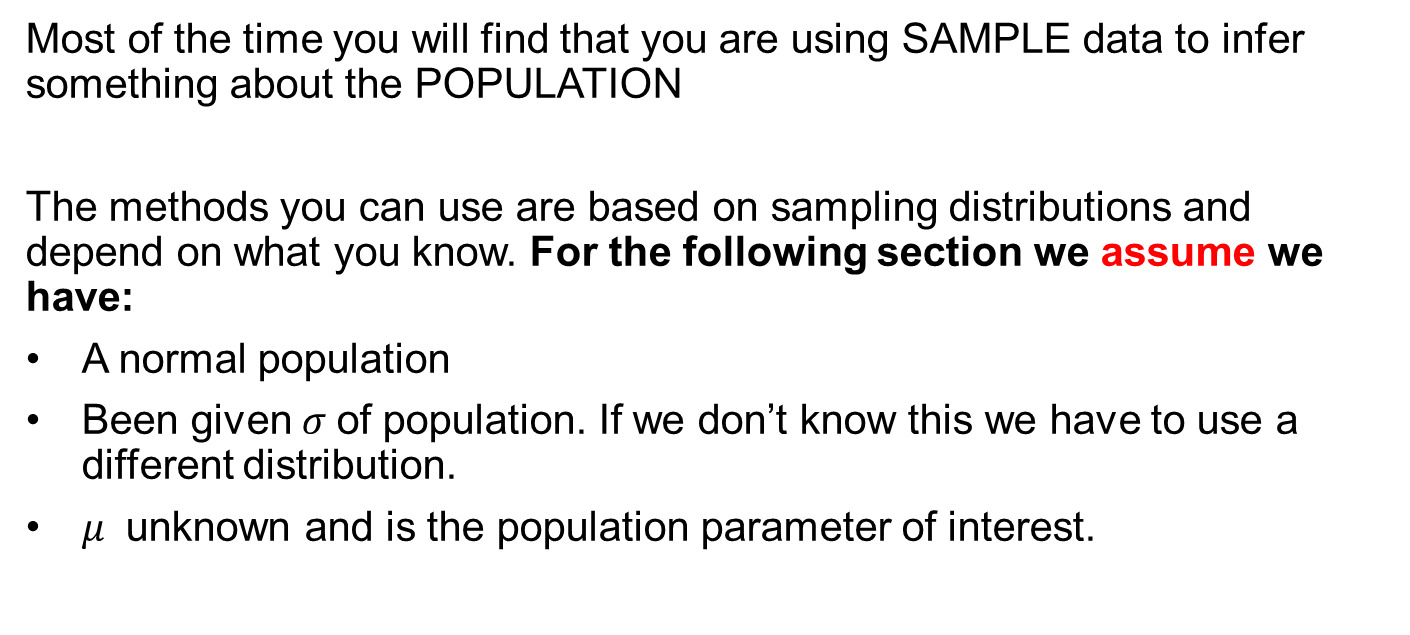 Most of the time you will find that you are using SAMPLE data to infer
something about the POPULATION
The methods you can use are based on sampling distributions and
depend on what you know. For the following section we assume we
have:
• A normal population
• Been given 𝜎 of population. If we don’t know this we have to use a
different distribution.
• 𝜇 unknown and is the population parameter of interest.